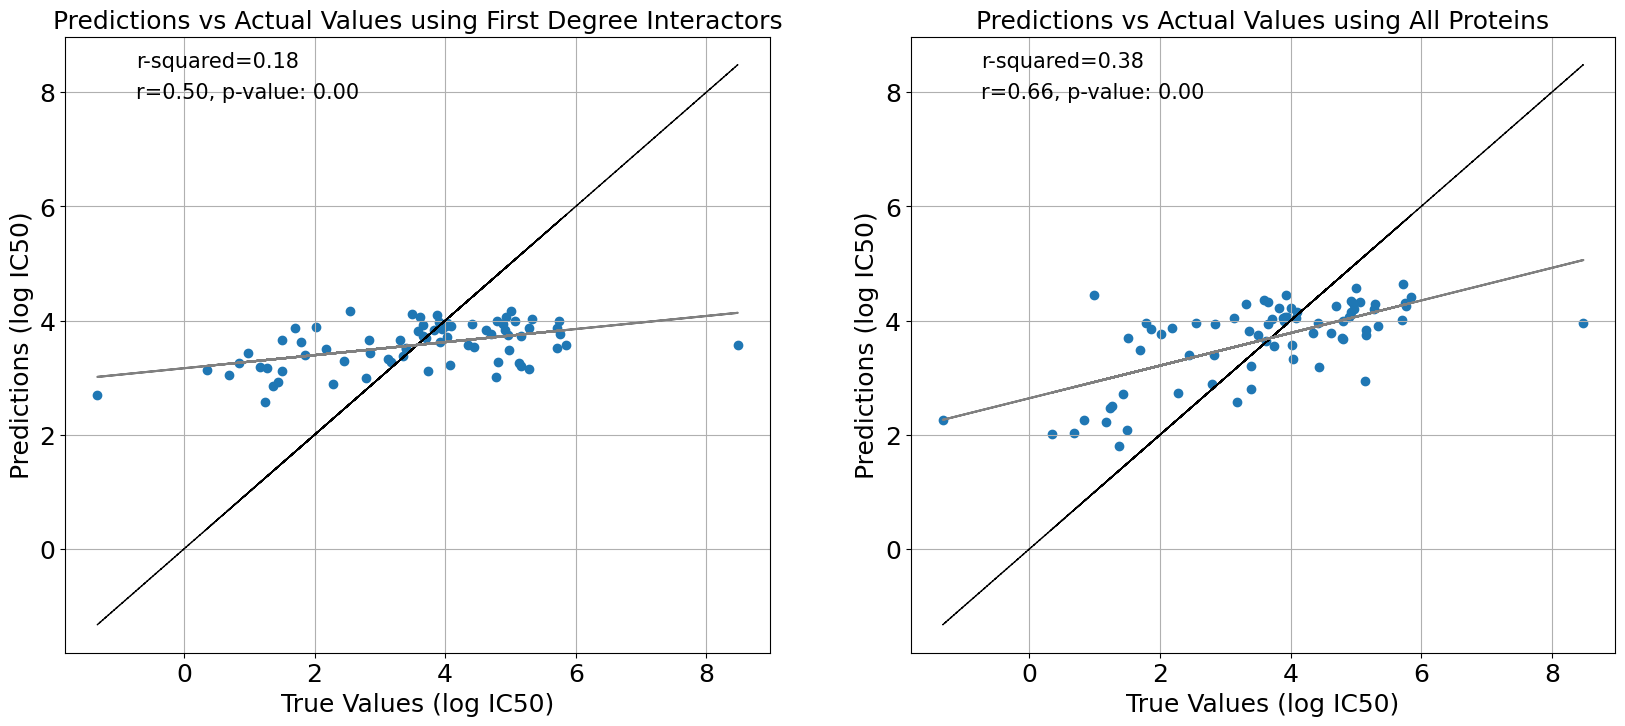 Predictions vs Actual Values using First Degree Interactors
r-squared=0.18
r=0.50, p-value: 0.00
8
6
4
2
0
Predictions (log IC50)
0 2 4 6 8
True Values (log IC50)
Predictions vs Actual Values using All Proteins
r-squared=0.38
r=0.66, p-value: 0.00
8
6
4
2
0
Predictions (log IC50)
0 2 4 6 8
True Values (log IC50)